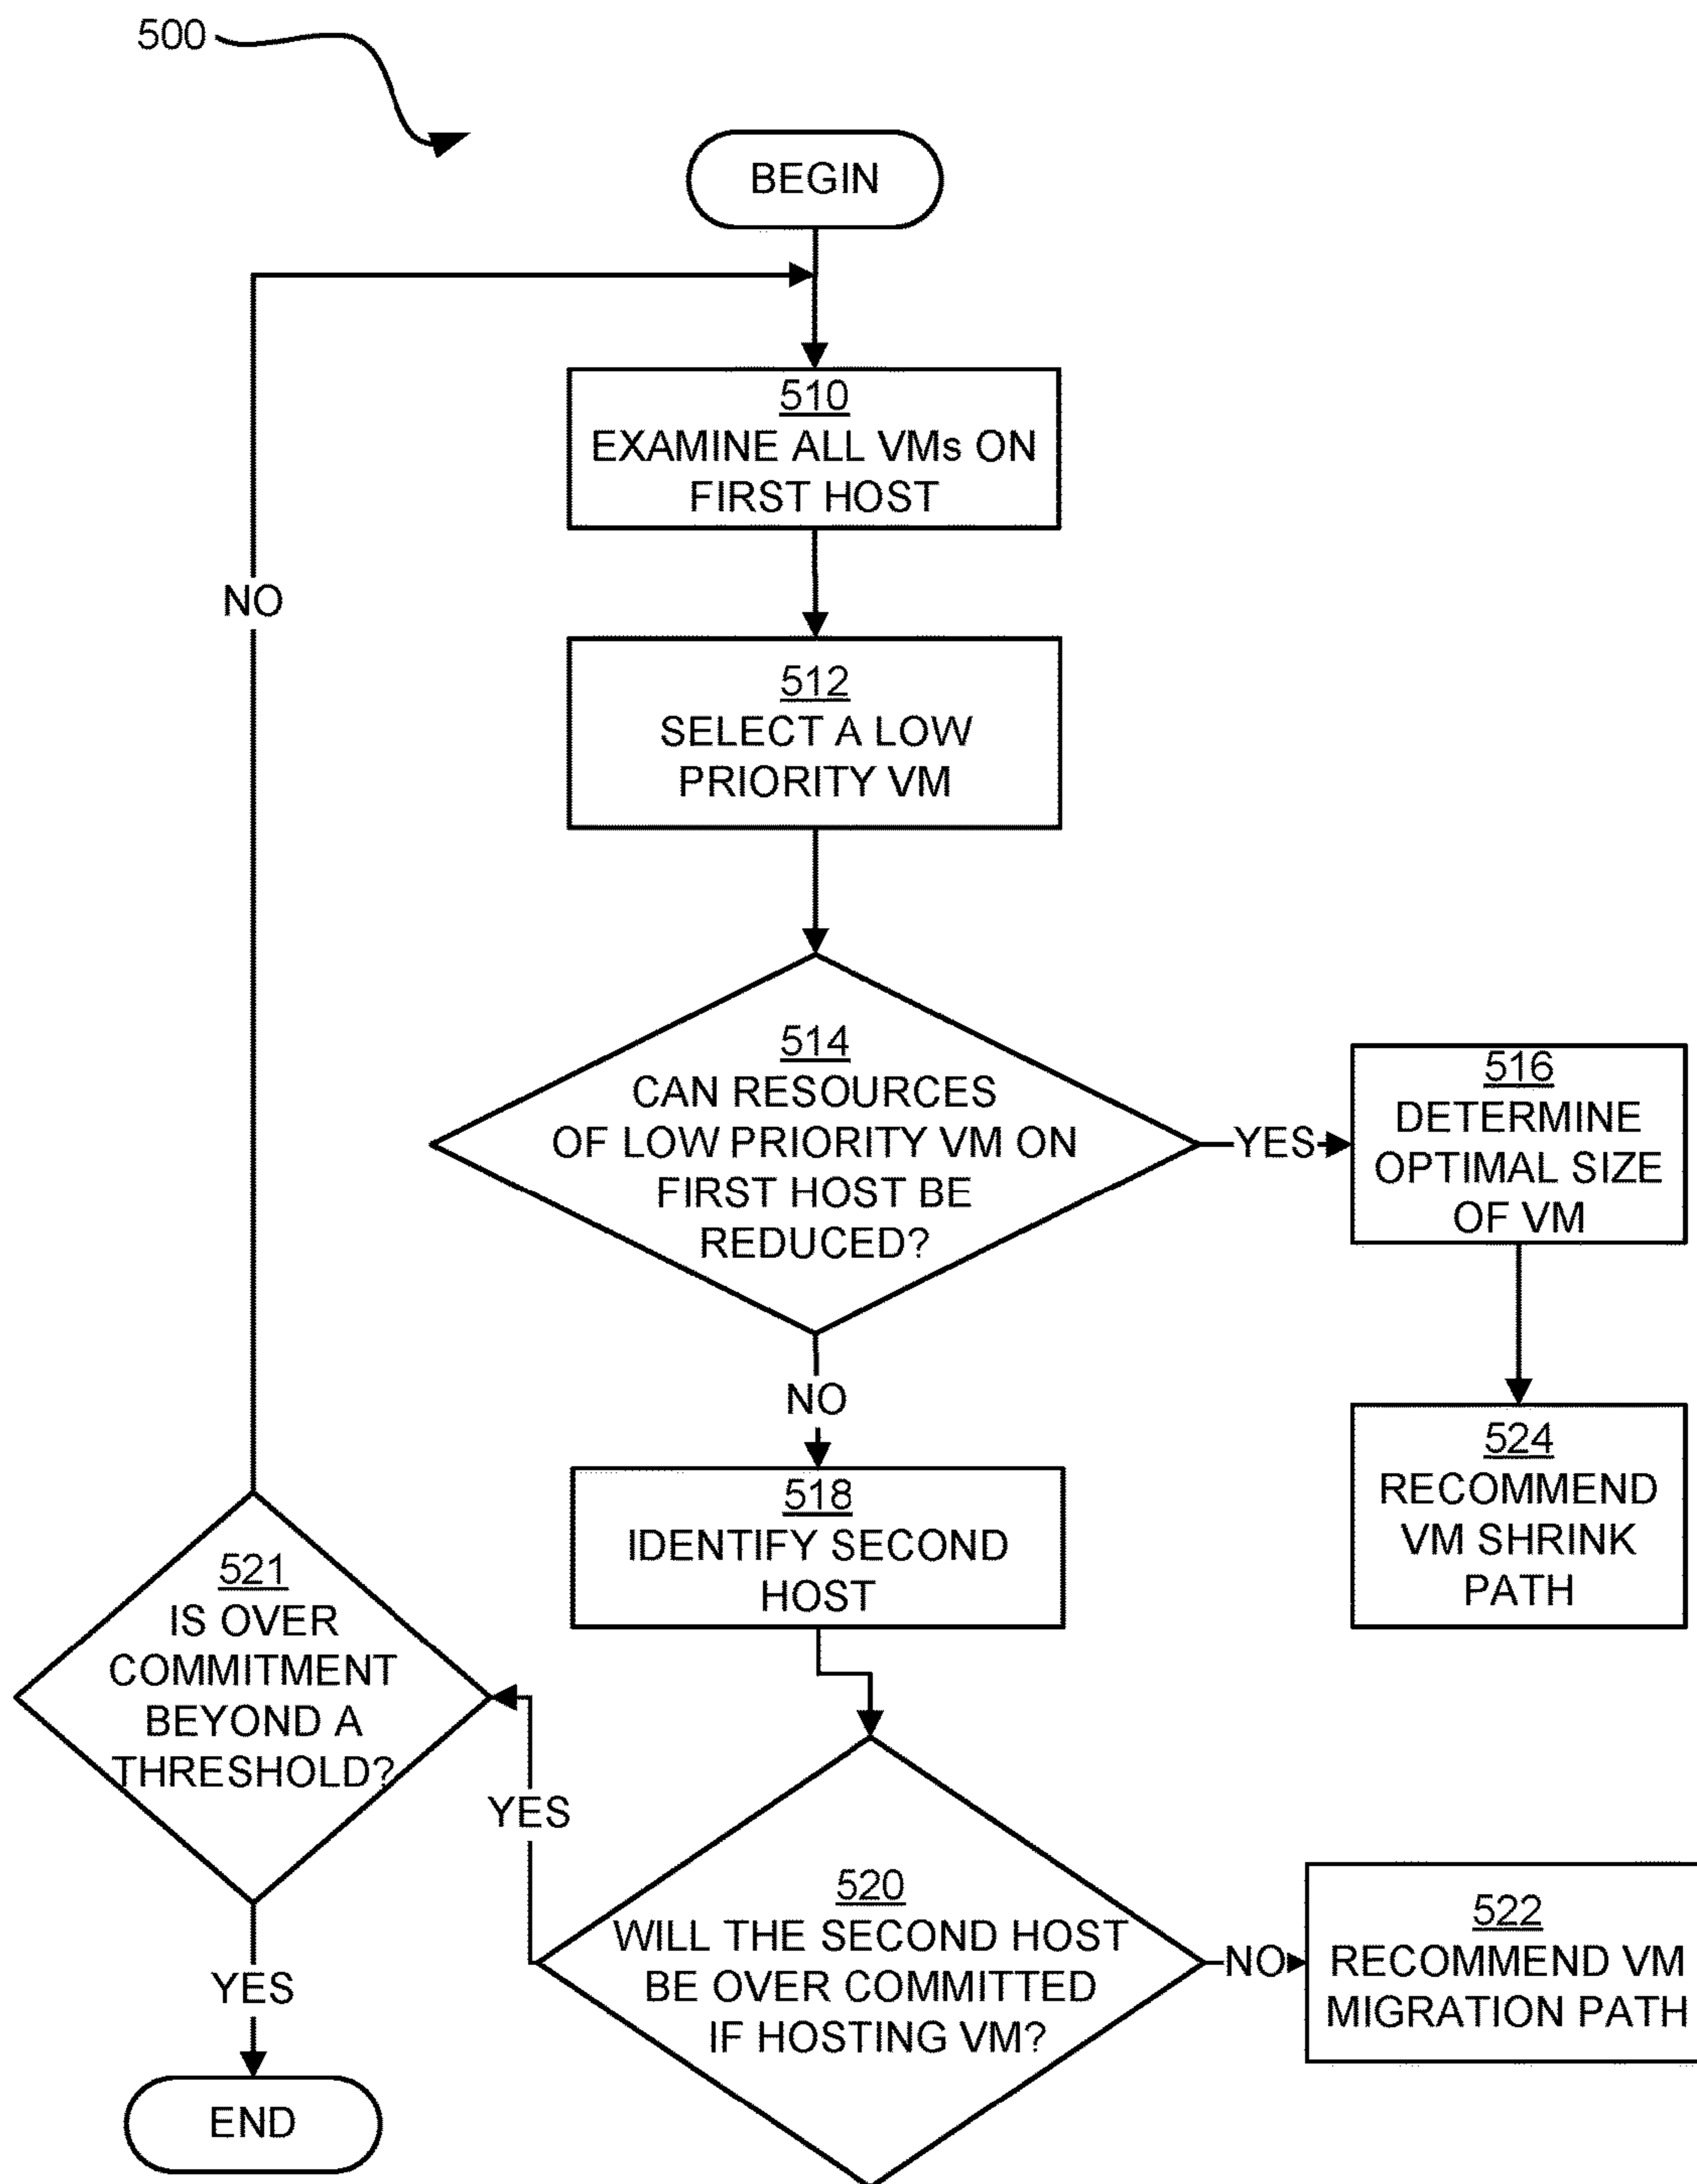 500
BEGIN
510
EXAMINE ALL VMs ON
FIRST HOST
NO
512
SELECT A LOW
PRIORITY VM
514
CAN RESOURCES
OF LOW PRIORITY VM ON
FIRST HOST BE
REDUCED?
YES
516
DETERMINE
OPTIMAL SIZE
OF VM
NO
524
RECOMMEND
VM SHRINK
PATH
518
IDENTIFY SECOND
HOST
521
IS OVER
COMMITMENT
BEYOND A
THRESHOLD?
YES
520
WILL THE SECOND HOST
BE OVER COMMITTED
IF HOSTING VM?
NO
522
RECOMMEND VM
MIGRATION PATH
YES
END